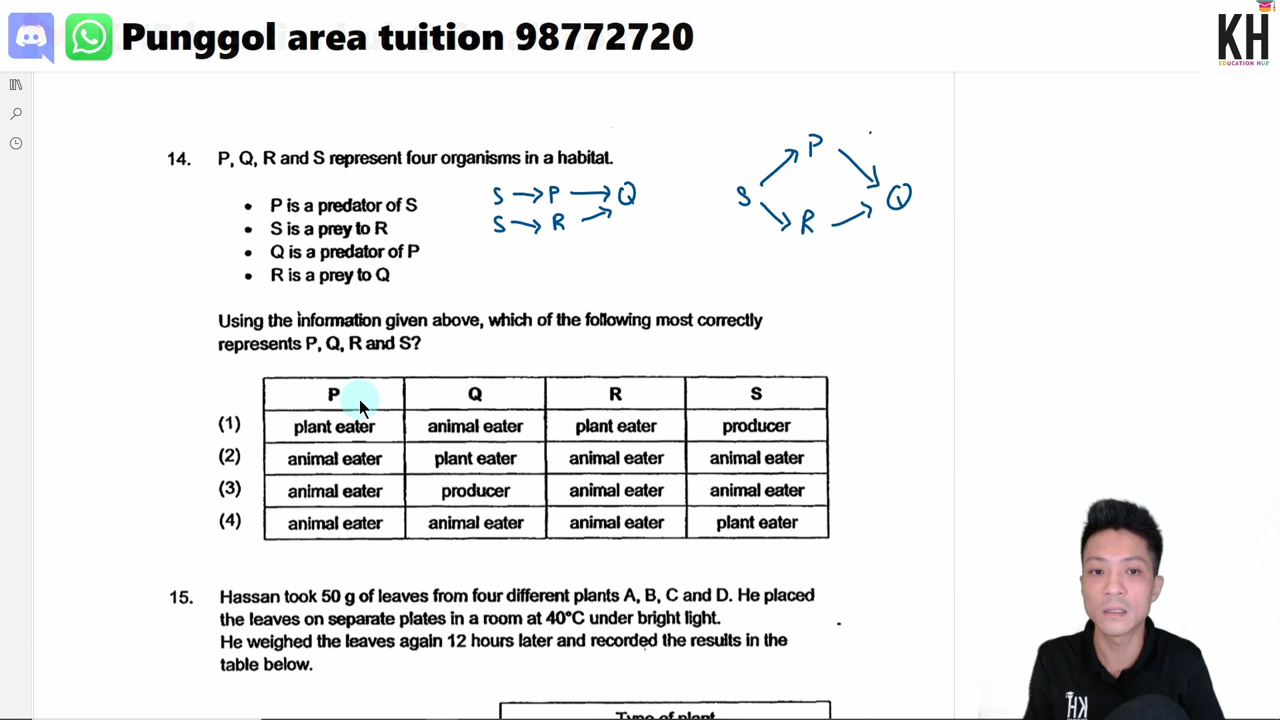 Punggol area tuition 98772720
KH
EDUCATION HUB
14. P, Q, R and S represent four organisms in a habitat.
• P is a predator of S
• S is a prey to R
• Q is a predator of P
• R is a prey to Q
S → P → Q
S → R
P
S
R
Q
Using the information given above, which of the following most correctly
represents P, Q, R and S?
P Q R S
(1) plant eater animal eater plant eater producer
(2) animal eater plant eater animal eater animal eater
(3) animal eater producer animal eater animal eater
(4) animal eater animal eater animal eater plant eater
15. Hassan took 50 g of leaves from four different plants A, B, C and D. He placed
the leaves on separate plates in a room at 40°C under bright light.
He weighed the leaves again 12 hours later and recorded the results in the
table below.
Type of plant
KH